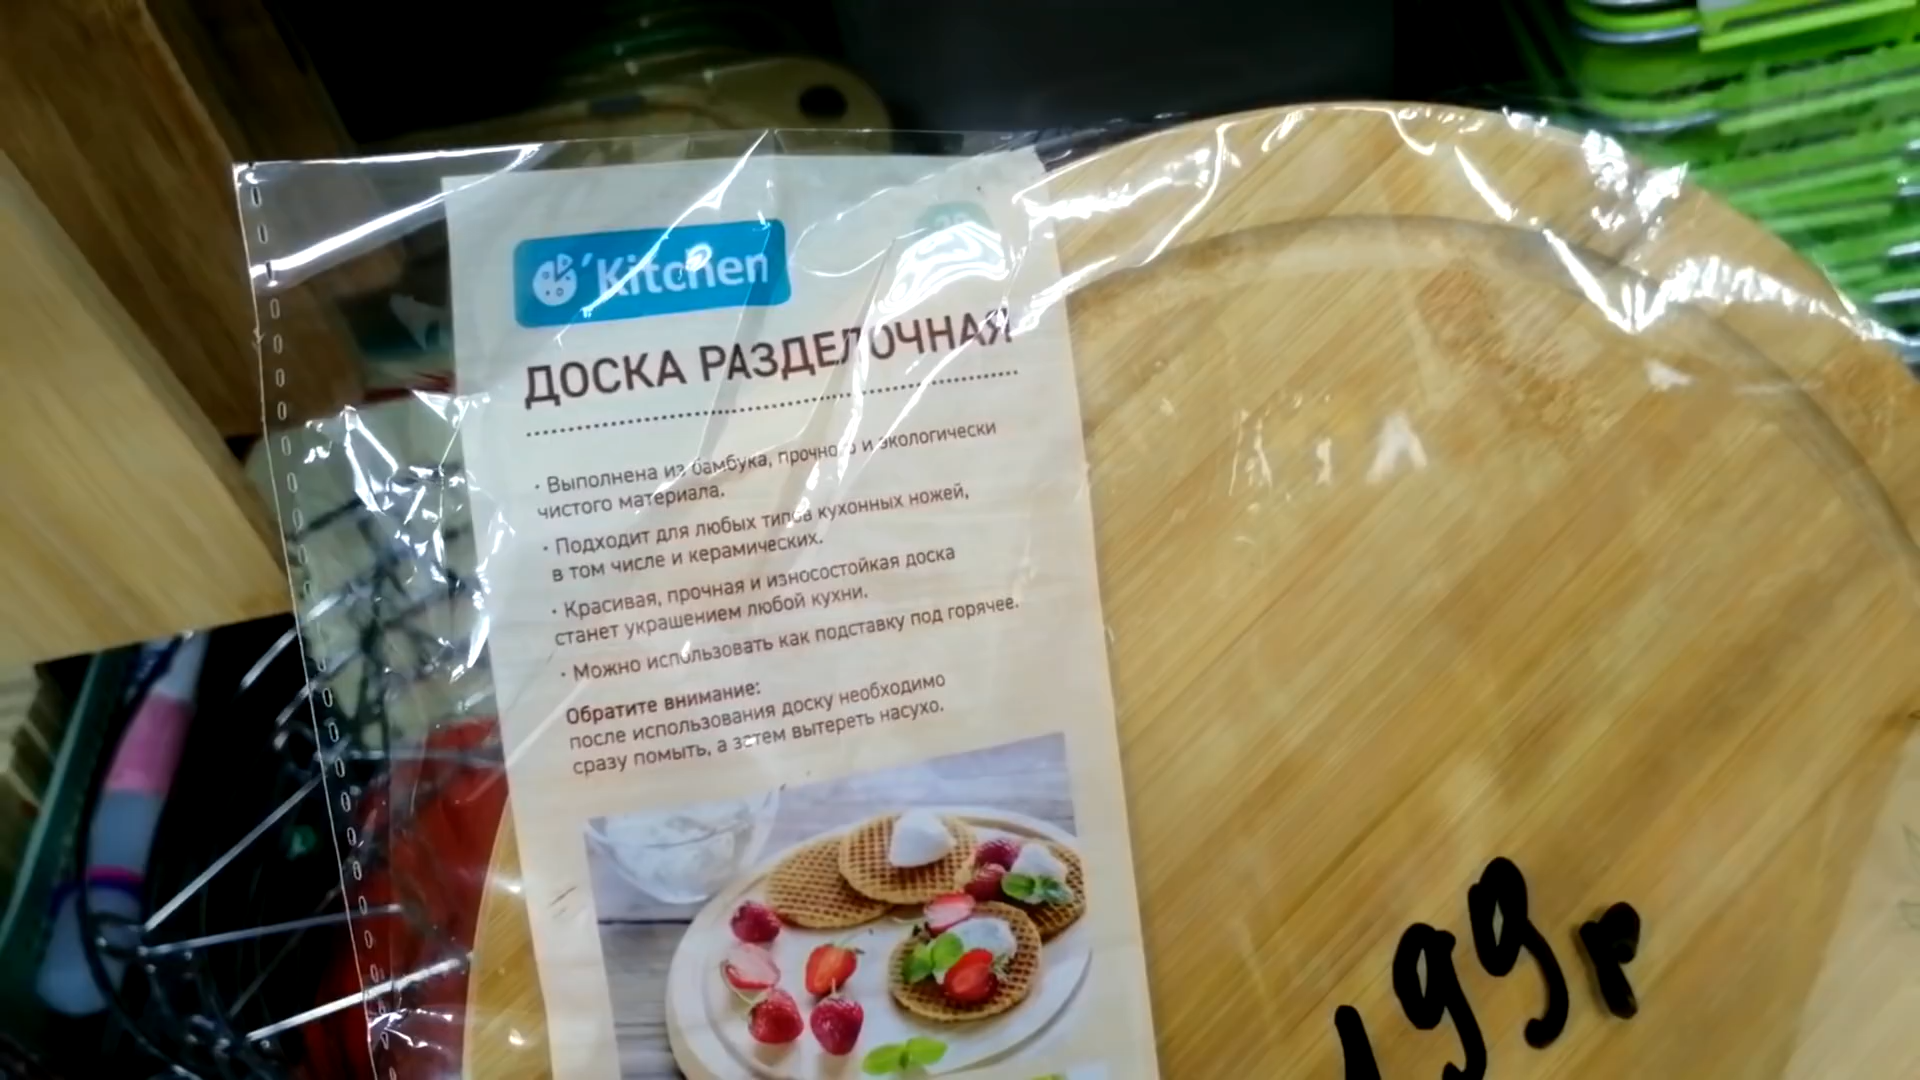 'Kitchen
ДОСКА РАЗДЕЛОЧНАЯ
· Выполнена из бамбука, прочного и экологически
чистого материала.
· Подходит для любых типов кухонных ножей,
в том числе и керамических.
· Красивая, прочная и износостойкая доска
станет украшением любой кухни.
· Можно использовать как подставку под горячее.
Обратите внимание:
после использования доску необходимо
сразу помыть, а затем вытереть насухо.
199р